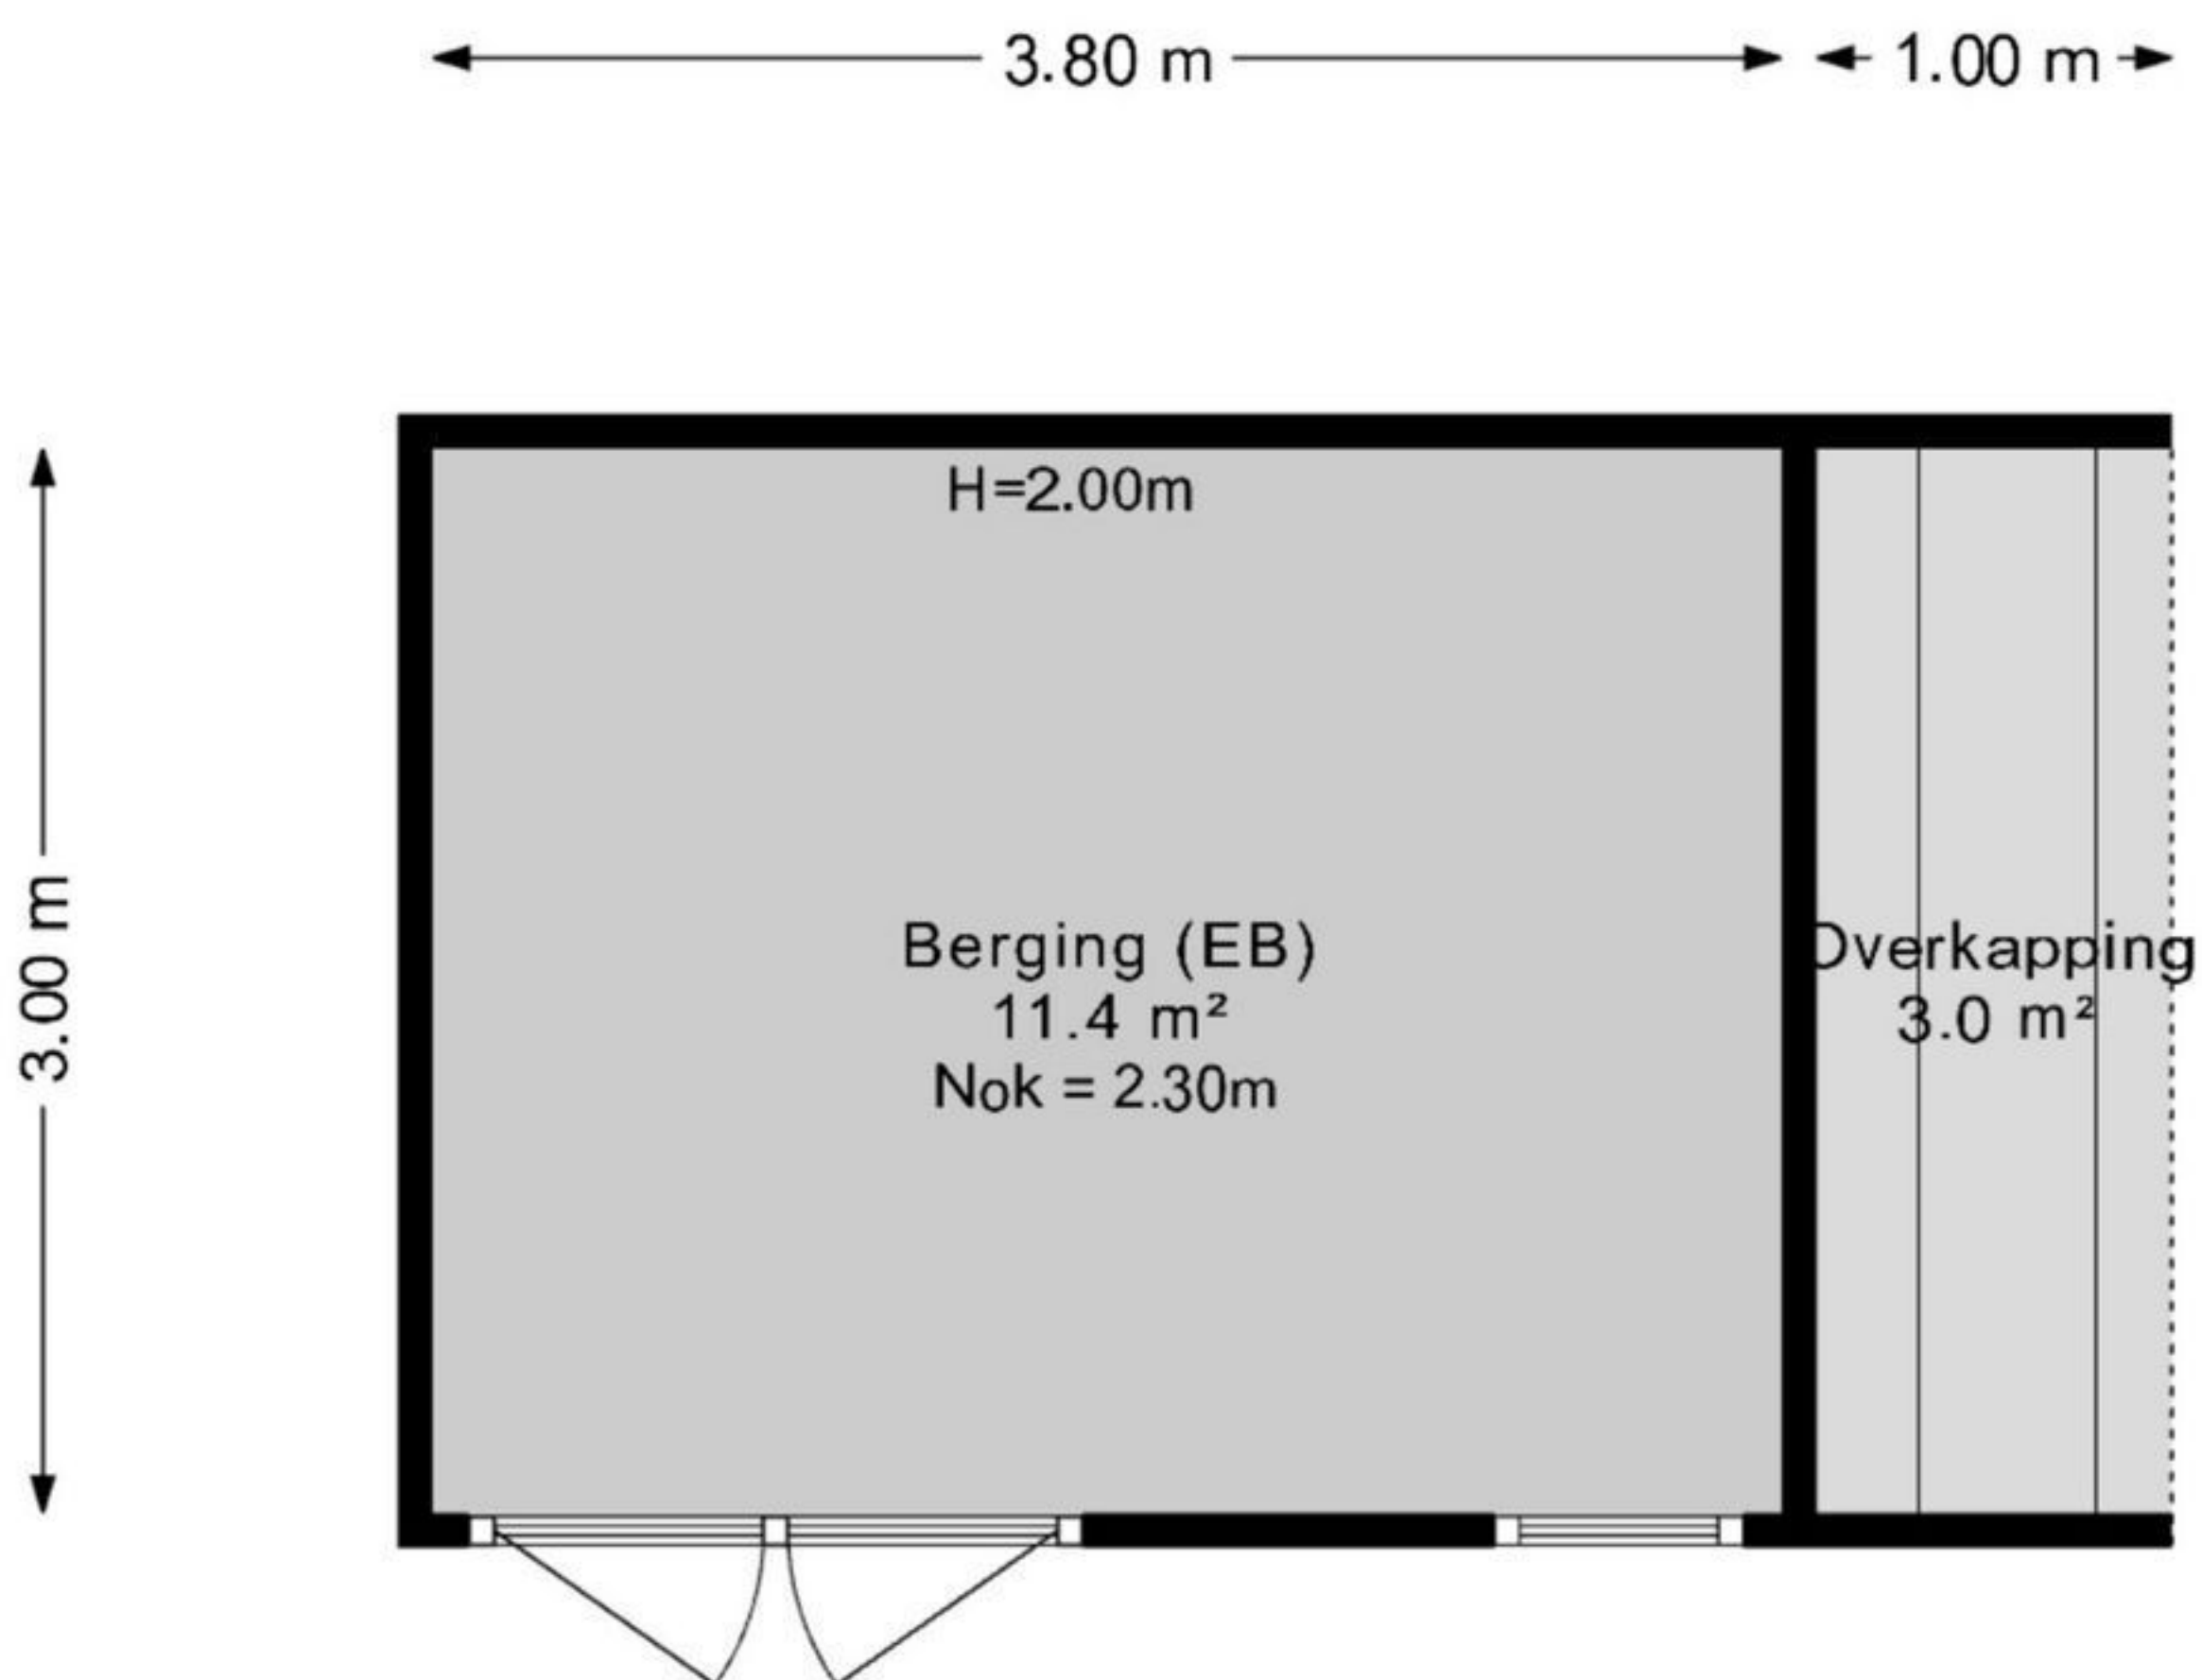 3.80 m
1.00 m
3.00 m
H=2.00m
Berging (EB)
11.4 m²
Nok = 2.30m
Overkapping
3.0 m²